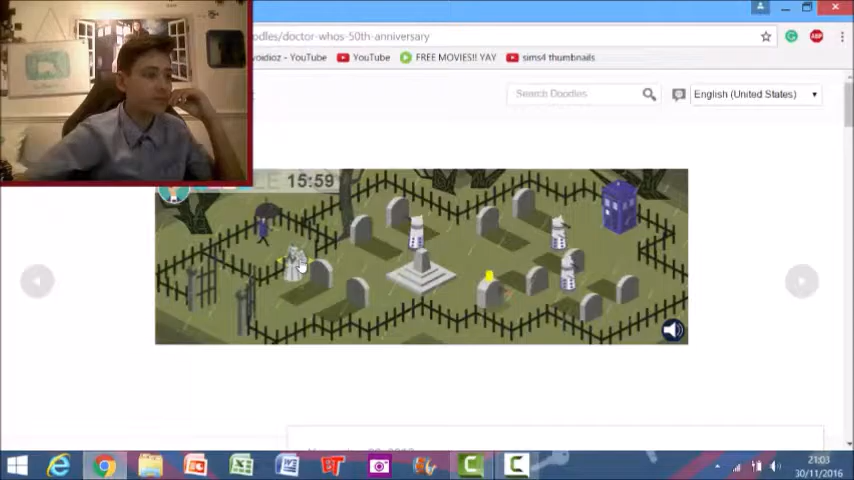 odles/doctor-whos-50th-anniversary
voidioz - YouTube YouTube FREE MOVIES!! YAY sims4 thumbnails
Search Doodles English (United States)
15:59
21:03
30/11/2016